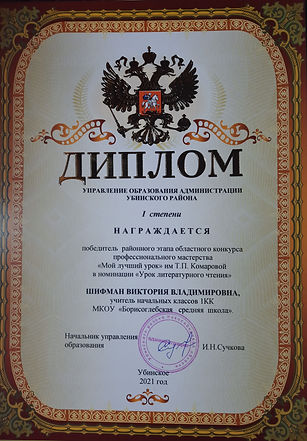 ДИПЛОМ
УПРАВЛЕНИЕ ОБРАЗОВАНИЯ АДМИНИСТРАЦИИ
УБИНСКОГО РАЙОНА
I степени
НАГРАЖДАЕТСЯ
победитель районного этапа областного конкурса
профессионального мастерства
«Мой лучший урок» им Т.П. Комаровой
в номинации «Урок литературного чтения»
ШИФМАН ВИКТОРИЯ ВЛАДИМИРОВНА,
учитель начальных классов 1КК
МКОУ «Борисоглебская средняя школа».
Начальник управления
образования
И.Н.Сучкова
Убинское
2021 год